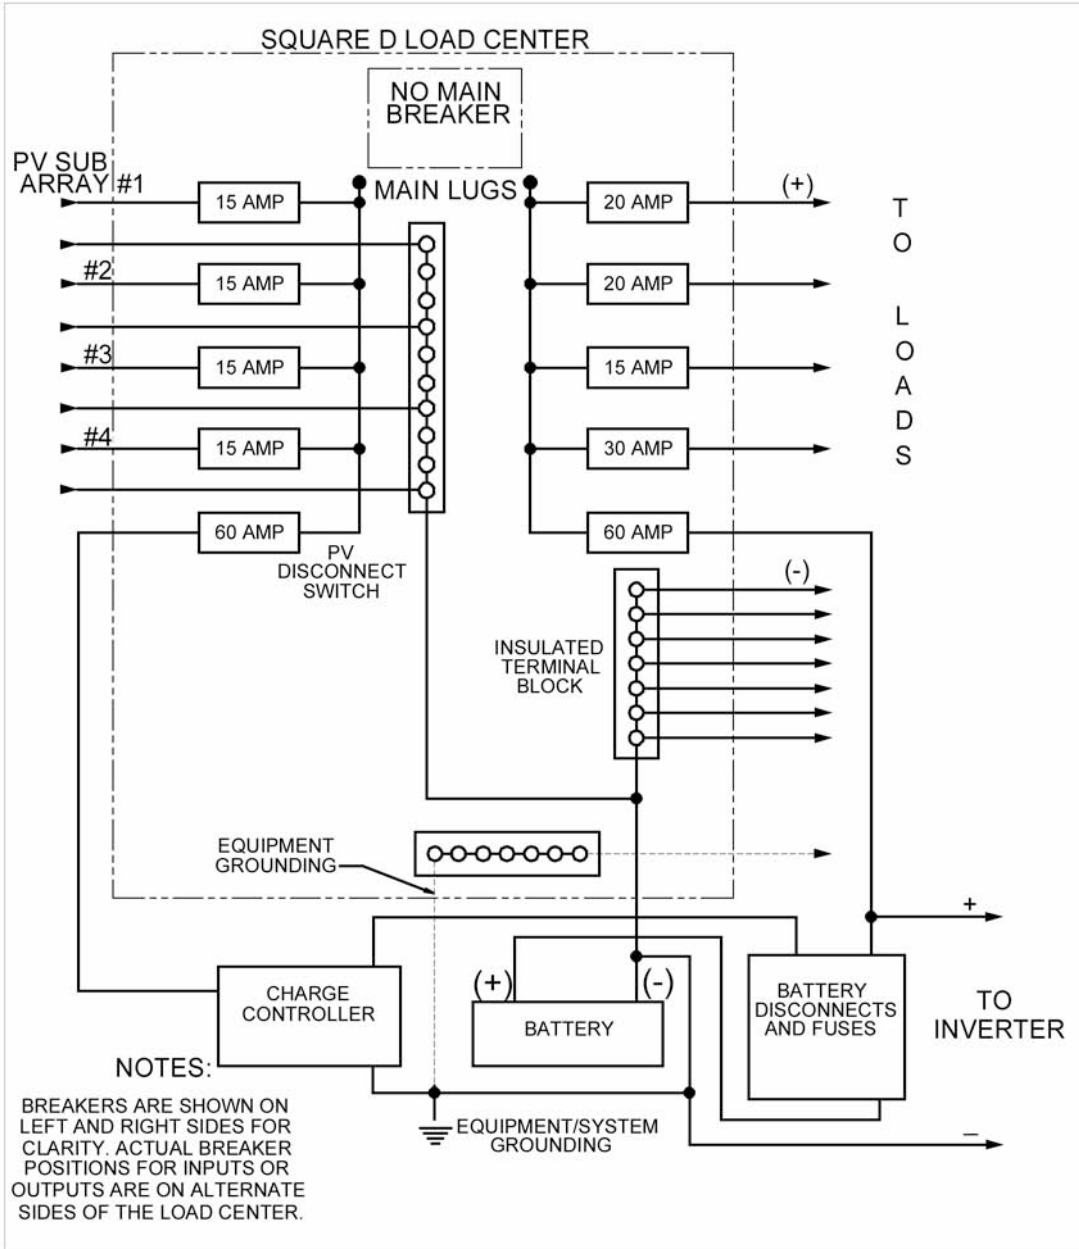 SQUARE D LOAD CENTER
NO MAIN
BREAKER
PV SUB
ARRAY #1
MAIN LUGS
15 AMP
20 AMP
(+)
#2
15 AMP
20 AMP
#3
15 AMP
15 AMP
#4
15 AMP
30 AMP
T
O
L
O
A
D
S
60 AMP
60 AMP
PV
DISCONNECT
SWITCH
(-)
INSULATED
TERMINAL
BLOCK
EQUIPMENT
GROUNDING
+
CHARGE
CONTROLLER
(+)
(-)
BATTERY
BATTERY
DISCONNECTS
AND FUSES
TO
INVERTER
EQUIPMENT/SYSTEM
GROUNDING
–
NOTES:
BREAKERS ARE SHOWN ON
LEFT AND RIGHT SIDES FOR
CLARITY. ACTUAL BREAKER
POSITIONS FOR INPUTS OR
OUTPUTS ARE ON ALTERNATE
SIDES OF THE LOAD CENTER.